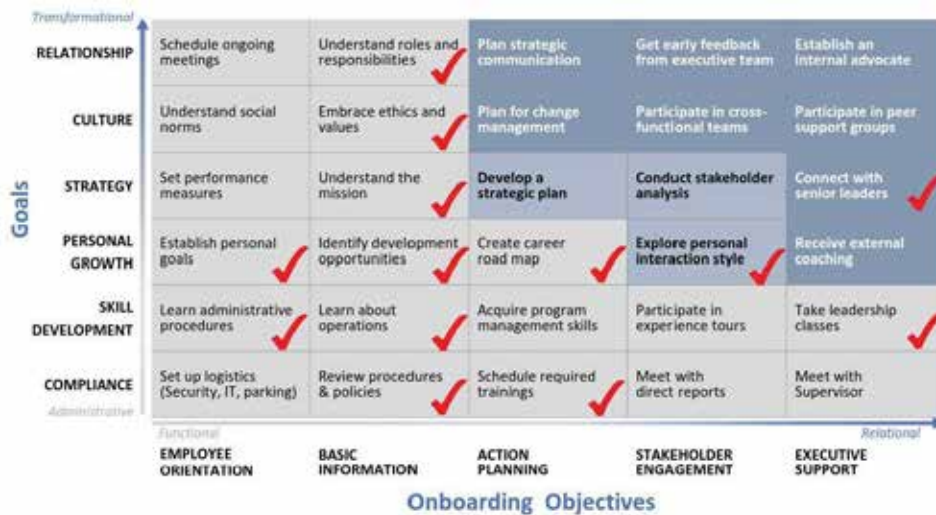 Transformational
RELATIONSHIP
Schedule ongoing
meetings
Understand roles and
responsibilities
Plan strategic
communication
Get early feedback
from executive team
Establish an
internal advocate
CULTURE
Understand social
norms
Embrace ethics and
values
Plan for change
management
Participate in cross-
functional teams
Participate in peer
support groups
Goals
STRATEGY
Set performance
measures
Understand the
mission
Develop a
strategic plan
Conduct stakeholder
analysis
Connect with
senior leaders
PERSONAL
GROWTH
Establish personal
goals
Identify development
opportunities
Create career
road map
Explore personal
interaction style
Receive external
coaching
SKILL
DEVELOPMENT
Learn administrative
procedures
Learn about
operations
Acquire program
management skills
Participate in
experience tours
Take leadership
classes
COMPLIANCE
Administrative
Set up logistics
(Security, IT, parking)
Review procedures
& policies
Schedule required
trainings
Meet with
direct reports
Meet with
Supervisor
Functional
Relational
EMPLOYEE
ORIENTATION
BASIC
INFORMATION
ACTION
PLANNING
STAKEHOLDER
ENGAGEMENT
EXECUTIVE
SUPPORT
Onboarding Objectives